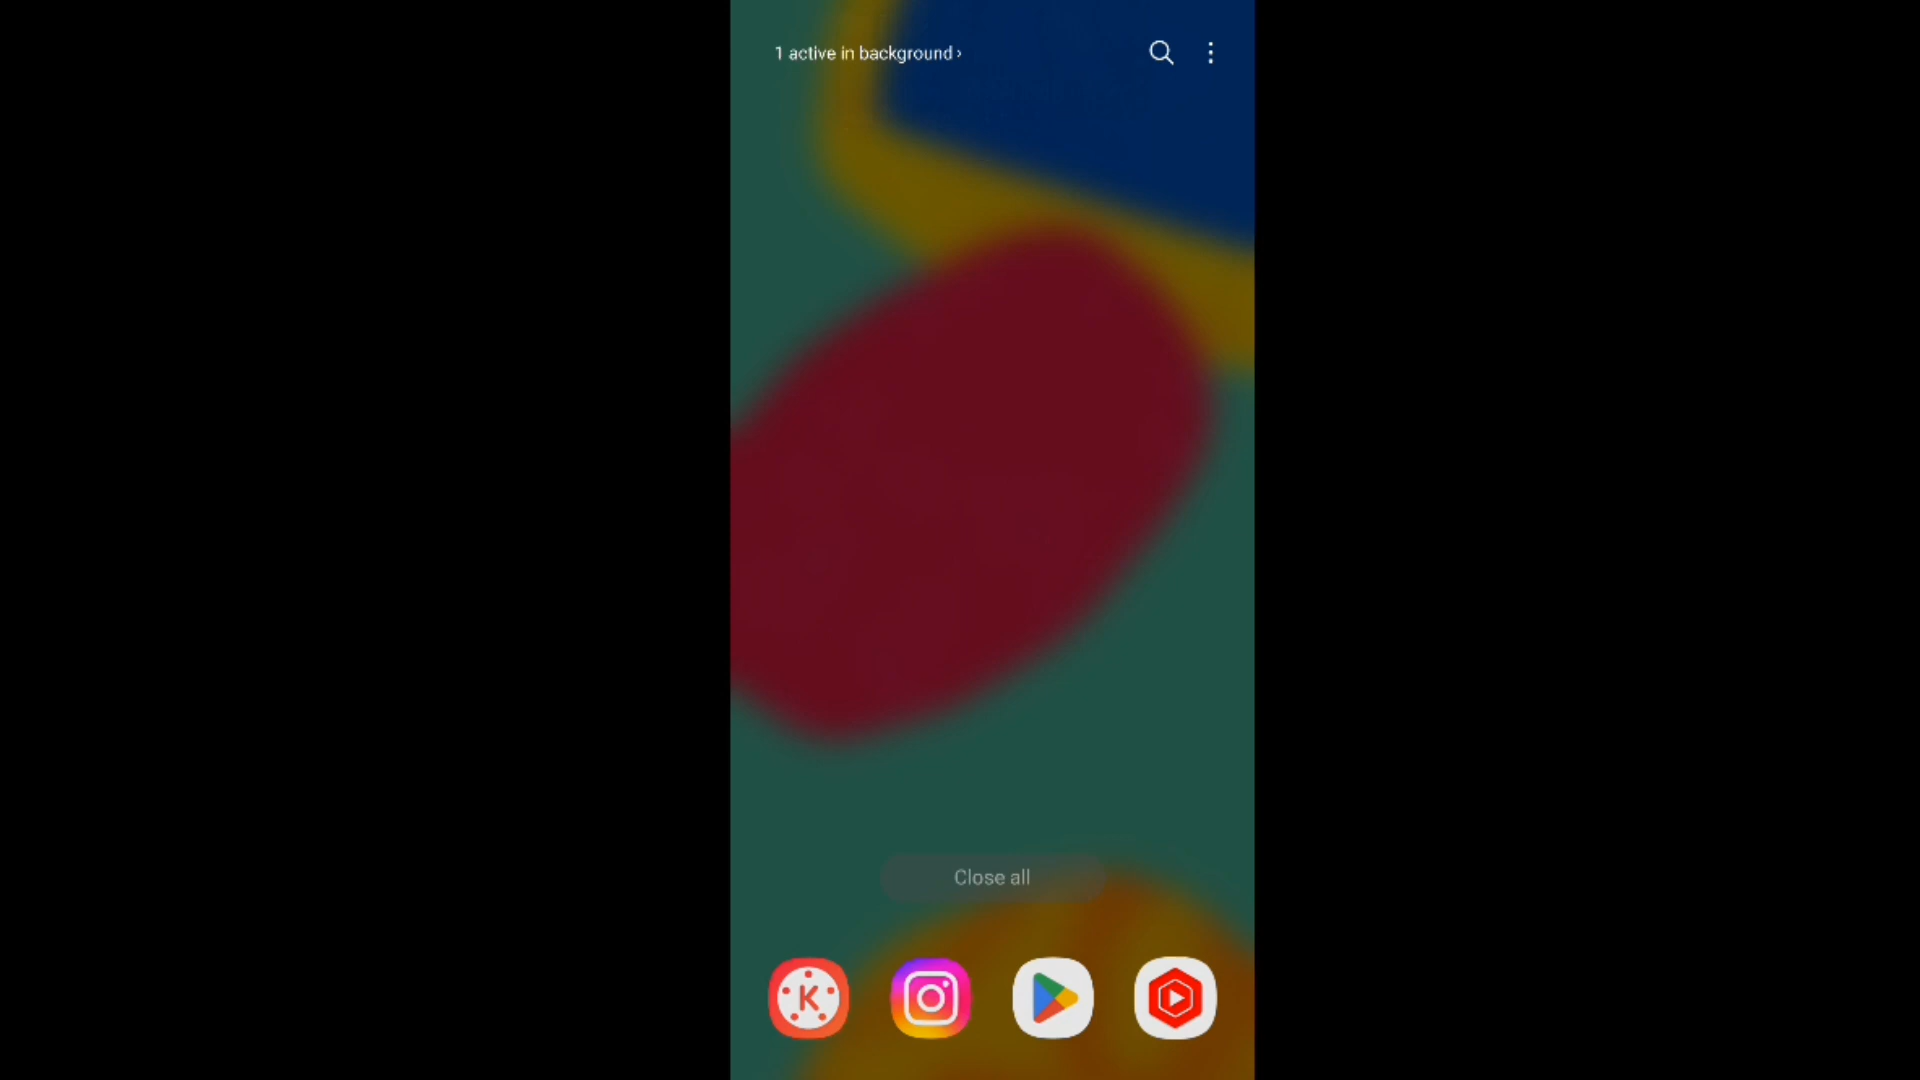 1 active in background ›
Close all
K